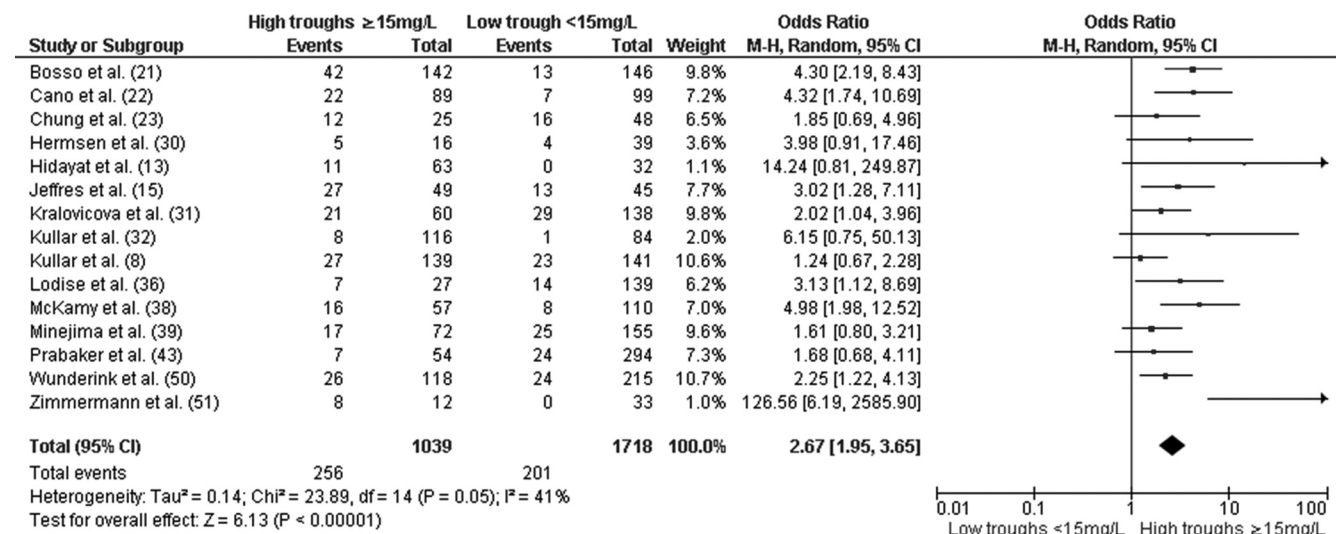 High troughs ≥15mg/L Low trough <15mg/L Odds Ratio Odds Ratio
Study or Subgroup Events Total Events Total Weight M-H, Random, 95% CI M-H, Random, 95% CI
Bosso et al. (21) 42 142 13 146 9.8% 4.30 [2.19, 8.43]
Cano et al. (22) 22 89 7 99 7.2% 4.32 [1.74, 10.69]
Chung et al. (23) 12 25 16 48 6.5% 1.85 [0.69, 4.96]
Hermsen et al. (30) 5 16 4 39 3.6% 3.98 [0.91, 17.46]
Hidayat et al. (13) 11 63 0 32 1.1% 14.24 [0.81, 249.87]
Jeffres et al. (15) 27 49 13 45 7.7% 3.02 [1.28, 7.11]
Kralovicova et al. (31) 21 60 29 138 9.8% 2.02 [1.04, 3.96]
Kullar et al. (32) 8 116 1 84 2.0% 6.15 [0.75, 50.13]
Kullar et al. (8) 27 139 23 141 10.6% 1.24 [0.67, 2.28]
Lodise et al. (36) 7 27 14 139 6.2% 3.13 [1.12, 8.69]
McKamy et al. (38) 16 57 8 110 7.0% 4.98 [1.98, 12.52]
Minejima et al. (39) 17 72 25 155 9.6% 1.61 [0.80, 3.21]
Prabaker et al. (43) 7 54 24 294 7.3% 1.68 [0.68, 4.11]
Wunderink et al. (50) 26 118 24 215 10.7% 2.25 [1.22, 4.13]
Zimmermann et al. (51) 8 12 0 33 1.0% 126.56 [6.19, 2585.90]
Total (95% CI) 1039 1718 100.0% 2.67 [1.95, 3.65]
Total events 256 201
Heterogeneity: Tau² = 0.14; Chi² = 23.89, df = 14 (P = 0.05); I² = 41%
Test for overall effect: Z = 6.13 (P < 0.00001)
0.01 0.1 1 10 100
Low troughs <15mg/L High troughs ≥15mg/L